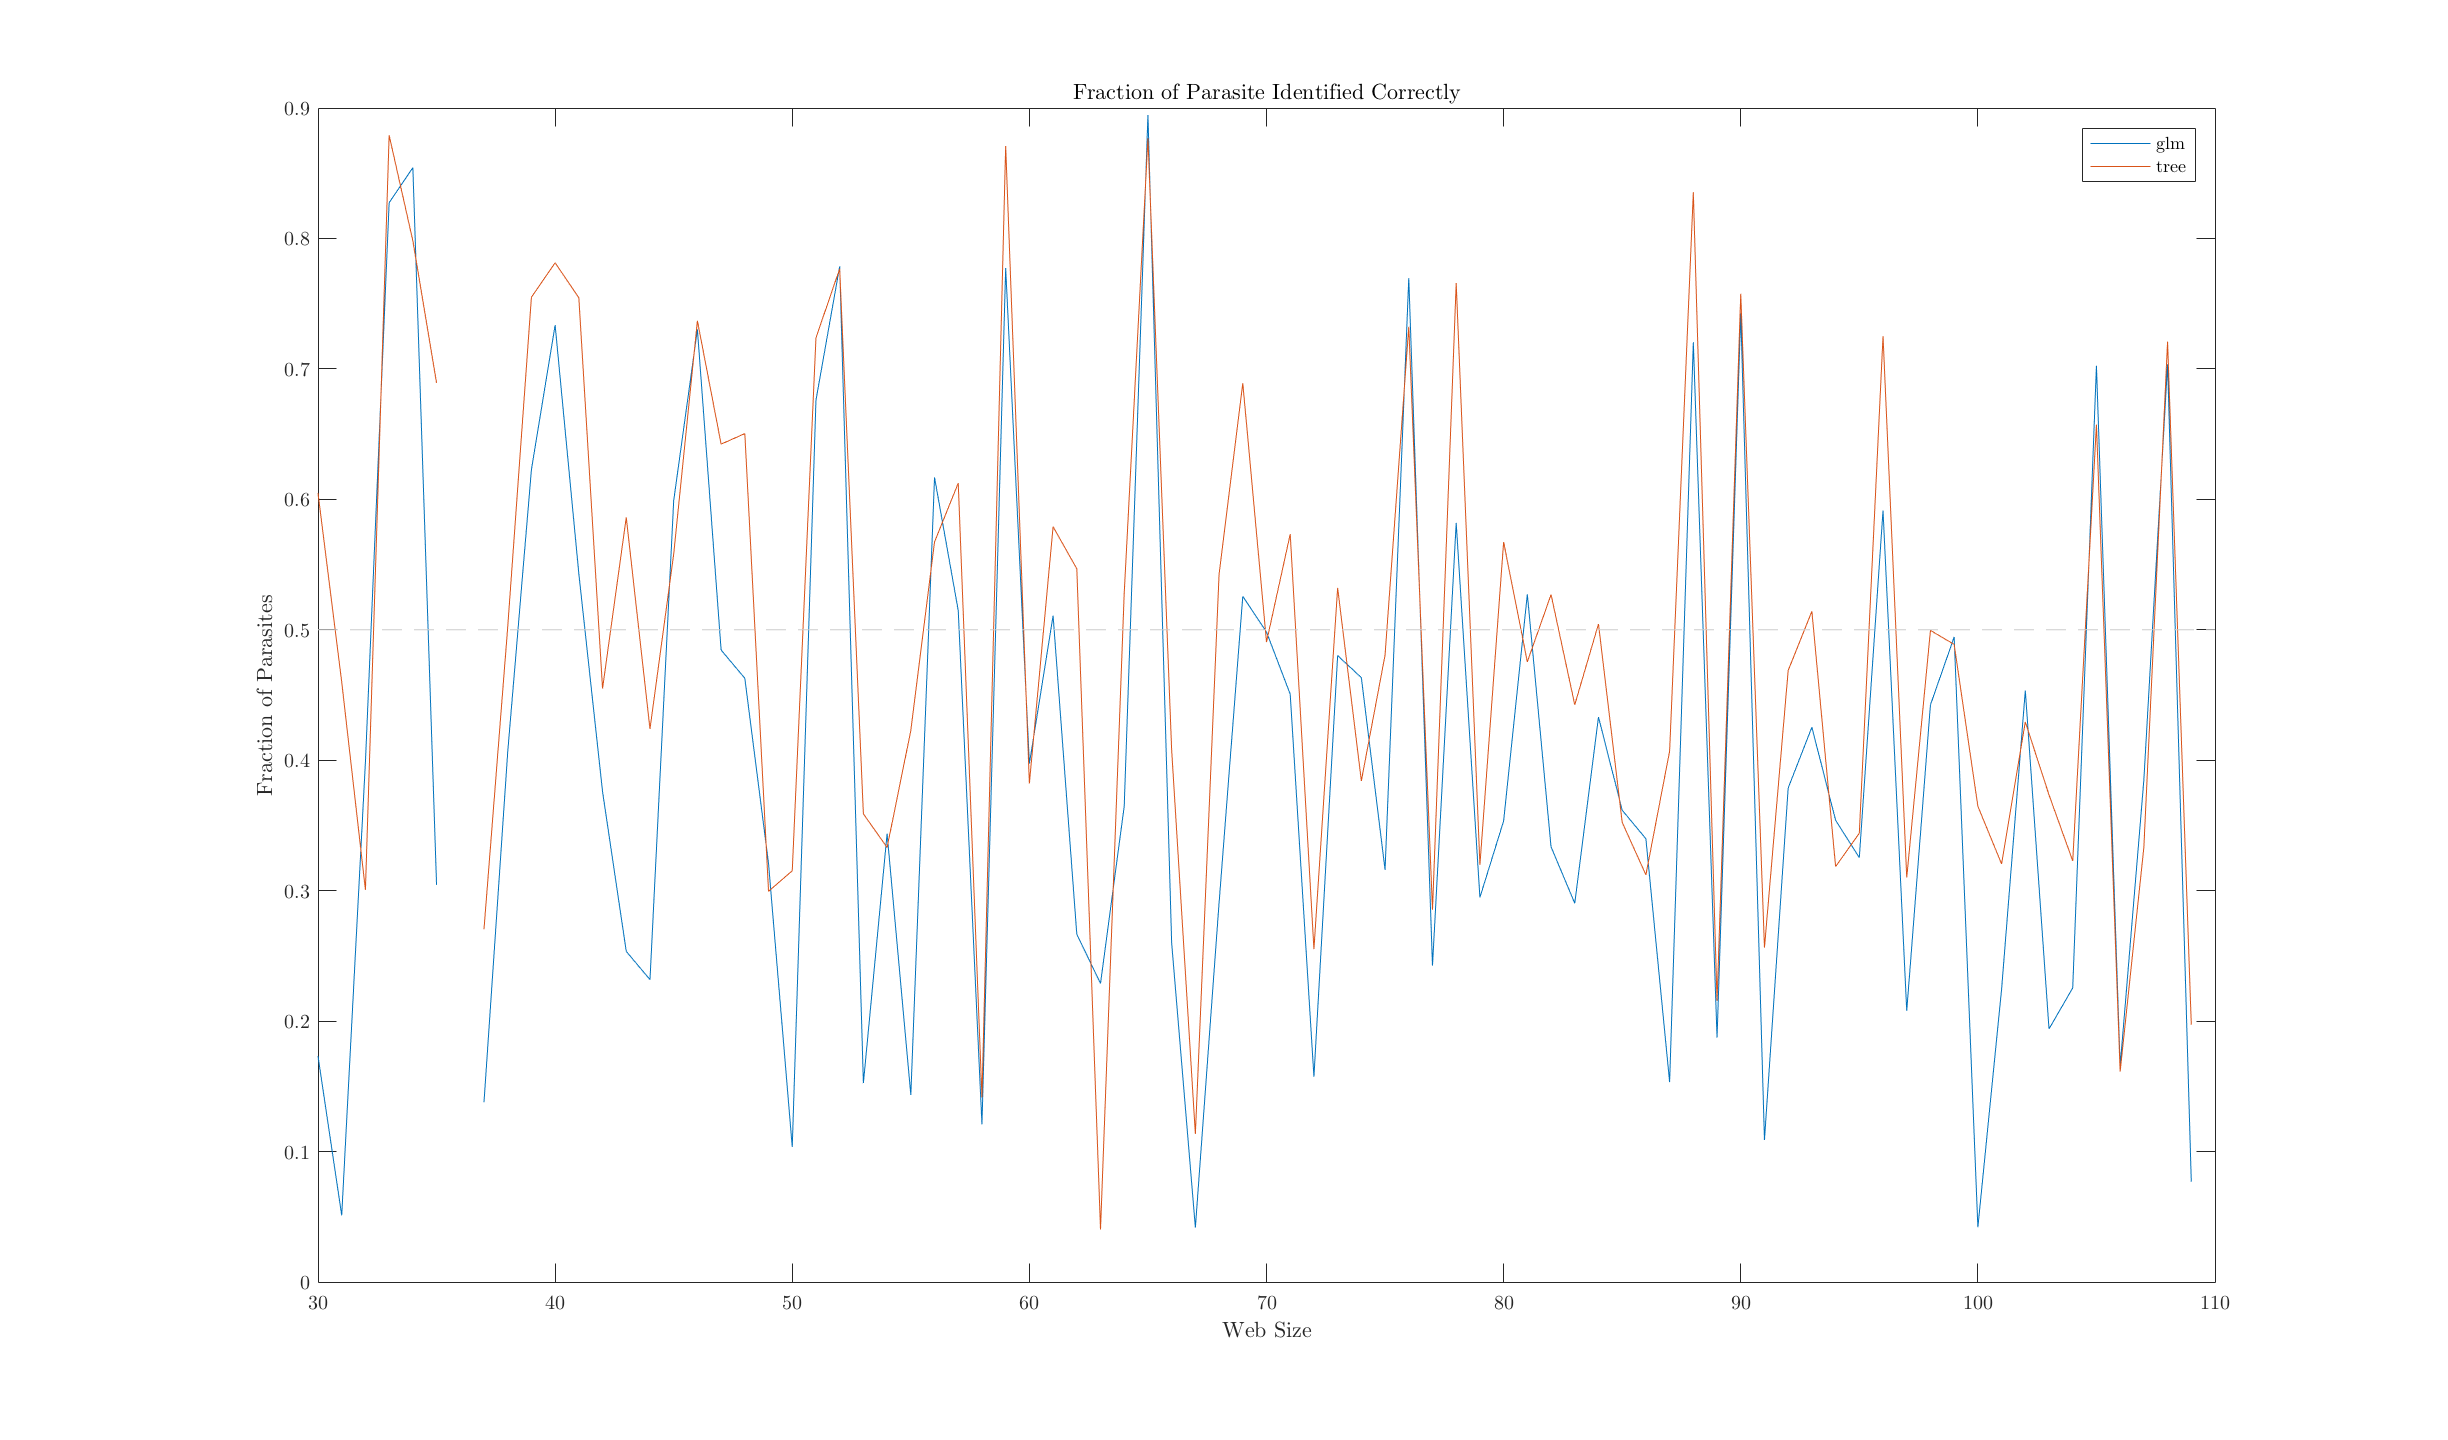 Fraction of Parasite Identified Correctly
0.9
0.8
0.7
0.6
0.5
0.4
0.3
0.2
0.1
0
Fraction of Parasites
glm
tree
30 40 50 60 70 80 90 100 110
Web Size